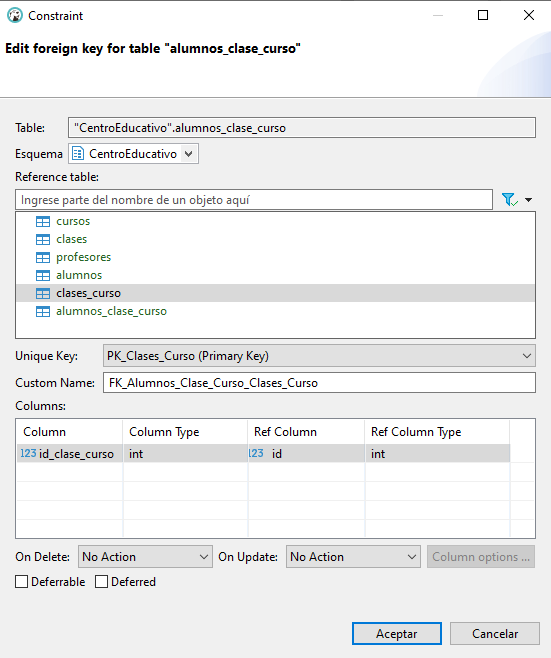 Constraint
Edit foreign key for table "alumnos_clase_curso"
Table: "CentroEducativo".alumnos_clase_curso
Esquema CentroEducativo
Reference table:
Ingrese parte del nombre de un objeto aquí
cursos
clases
profesores
alumnos
clases_curso
alumnos_clase_curso
Unique Key: PK_Clases_Curso (Primary Key)
Custom Name: FK_Alumnos_Clase_Curso_Clases_Curso
Columns:
Column Column Type Ref Column Ref Column Type
123 id_clase_curso int 123 id int
On Delete: No Action On Update: No Action Column options ...
Deferrable Deferred
Aceptar Cancelar